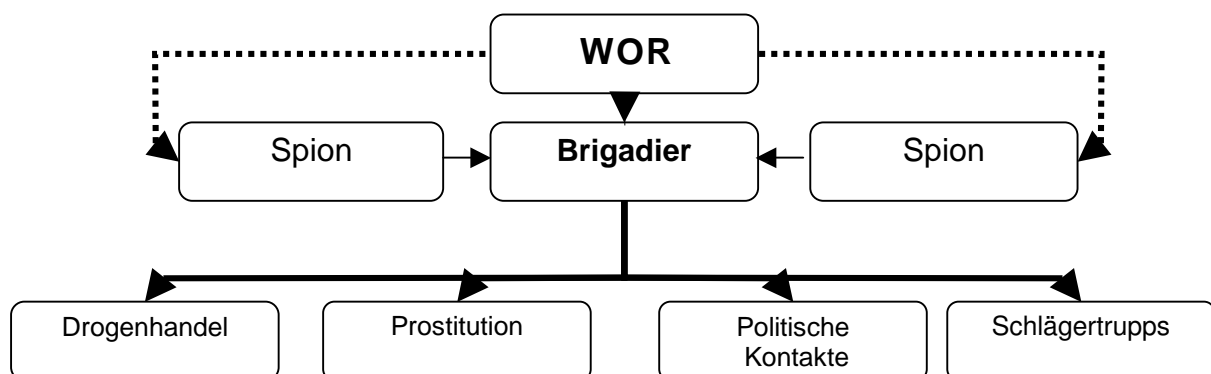 WOR
Spion
Brigadier
Spion
Drogenhandel
Prostitution
Politische
Kontakte
Schlägertrupps